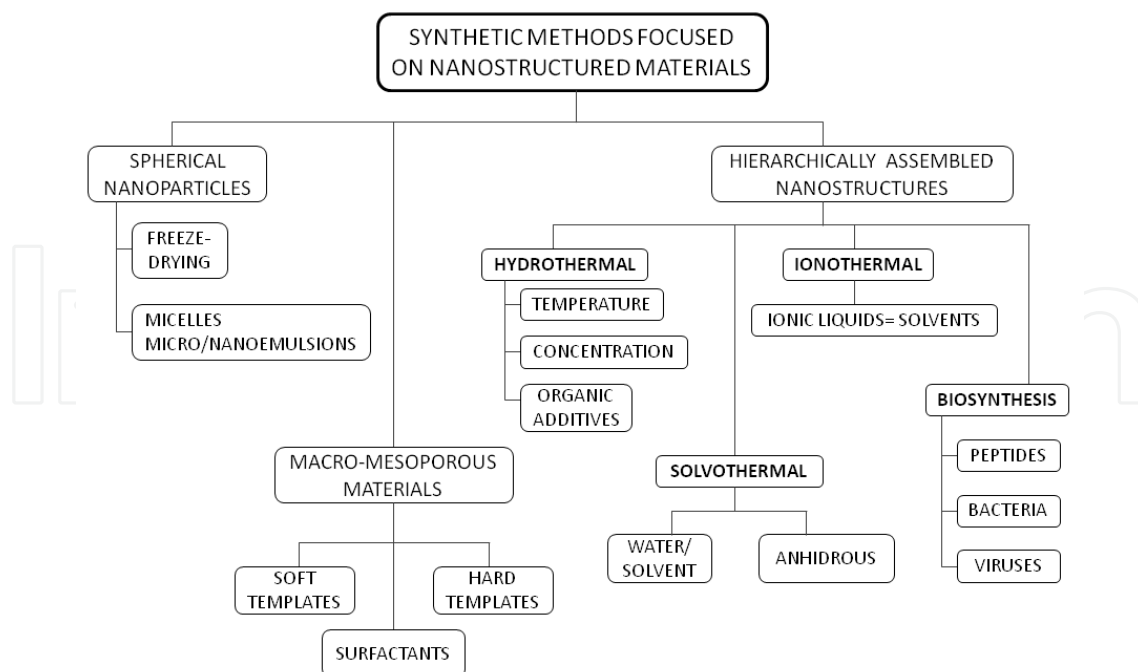 SYNTHETIC METHODS FOCUSED
ON NANOSTRUCTURED MATERIALS
SPHERICAL
NANOPARTICLES
FREEZE-
DRYING
MICELLES
MICRO/NANOEMULSIONS
MACRO-MESOPOROUS
MATERIALS
SOFT
TEMPLATES
HARD
TEMPLATES
SURFACTANTS
HIERARCHICALLY ASSEMBLED
NANOSTRUCTURES
HYDROTHERMAL
TEMPERATURE
CONCENTRATION
ORGANIC
ADDITIVES
SOLVOTHERMAL
WATER/
SOLVENT
ANHIDROUS
IONOTHERMAL
IONIC LIQUIDS= SOLVENTS
BIOSYNTHESIS
PEPTIDES
BACTERIA
VIRUSES